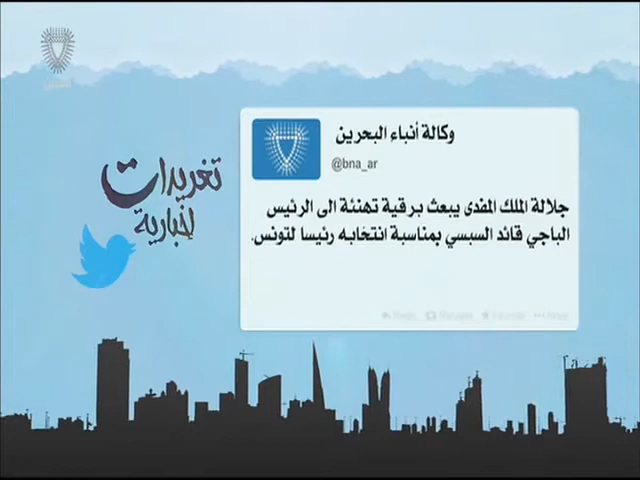 تغريدات
إخبارية
وكالة أنباء البحرين
@bna_ar
جلالة الملك المفدى يبعث برقية تهنئة الى الرئيس
الباجي قائد السبسي بمناسبة انتخابه رئيسا لتونس.